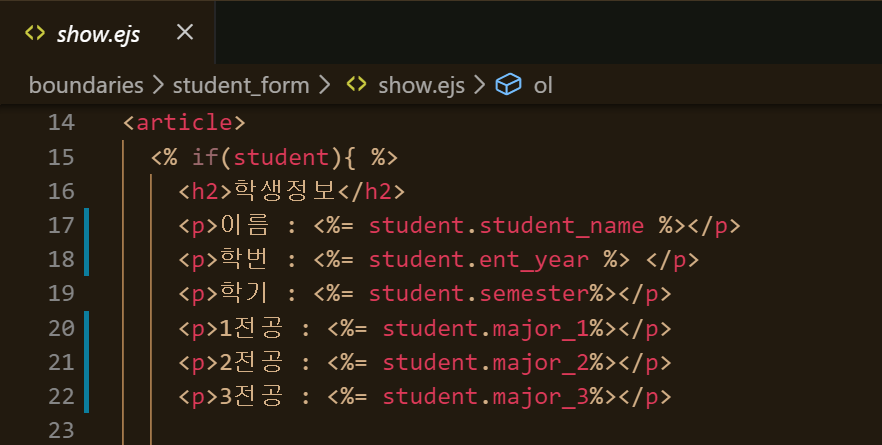 show.ejs
boundaries > student_form > show.ejs > ol
14 <article>
15 <% if(student){ %>
16 <h2>학생정보</h2>
17 <p>이름 : <%= student.student_name %></p>
18 <p>학번 : <%= student.ent_year %> </p>
19 <p>학기 : <%= student.semester%></p>
20 <p>1전공 : <%= student.major_1%></p>
21 <p>2전공 : <%= student.major_2%></p>
22 <p>3전공 : <%= student.major_3%></p>
23